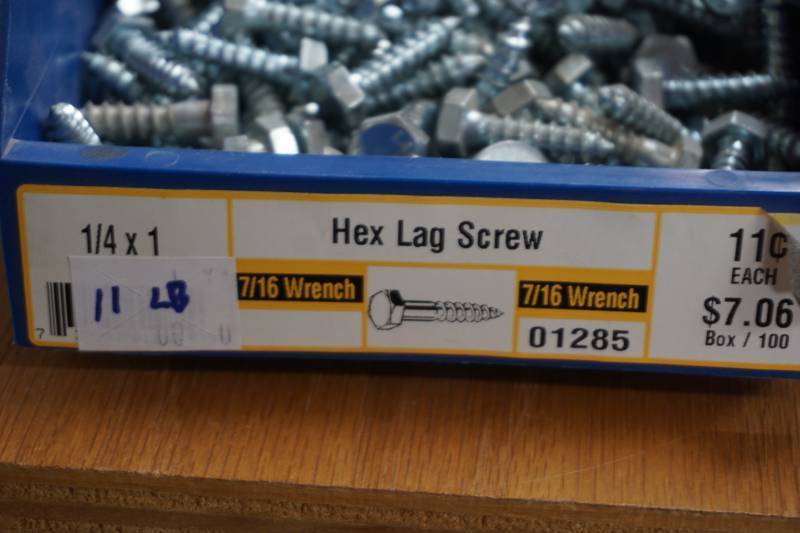 1/4 x 1
11 LB
7
Hex Lag Screw
7/16 Wrench
7/16 Wrench
01285
11¢
EACH
$7.06
Box / 100